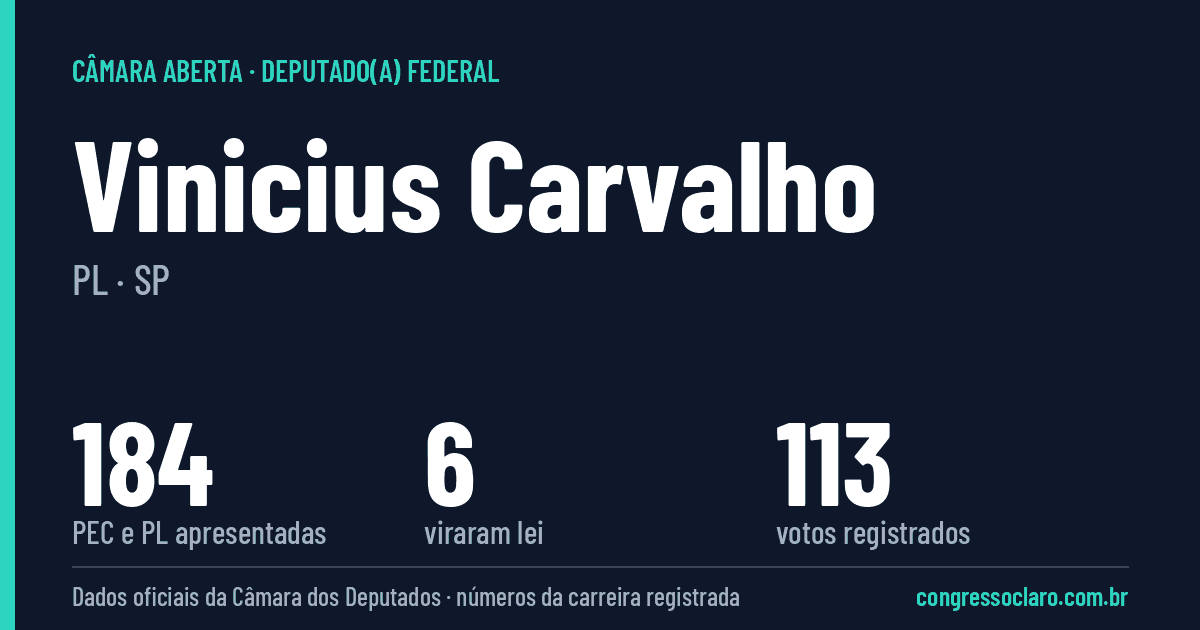 CÂMARA ABERTA · DEPUTADO(A) FEDERAL
Vinicius Carvalho
PL · SP
184 6 113
PEC e PL apresentadas viraram lei votos registrados
Dados oficiais da Câmara dos Deputados · números da carreira registrada congressoclaro.com.br